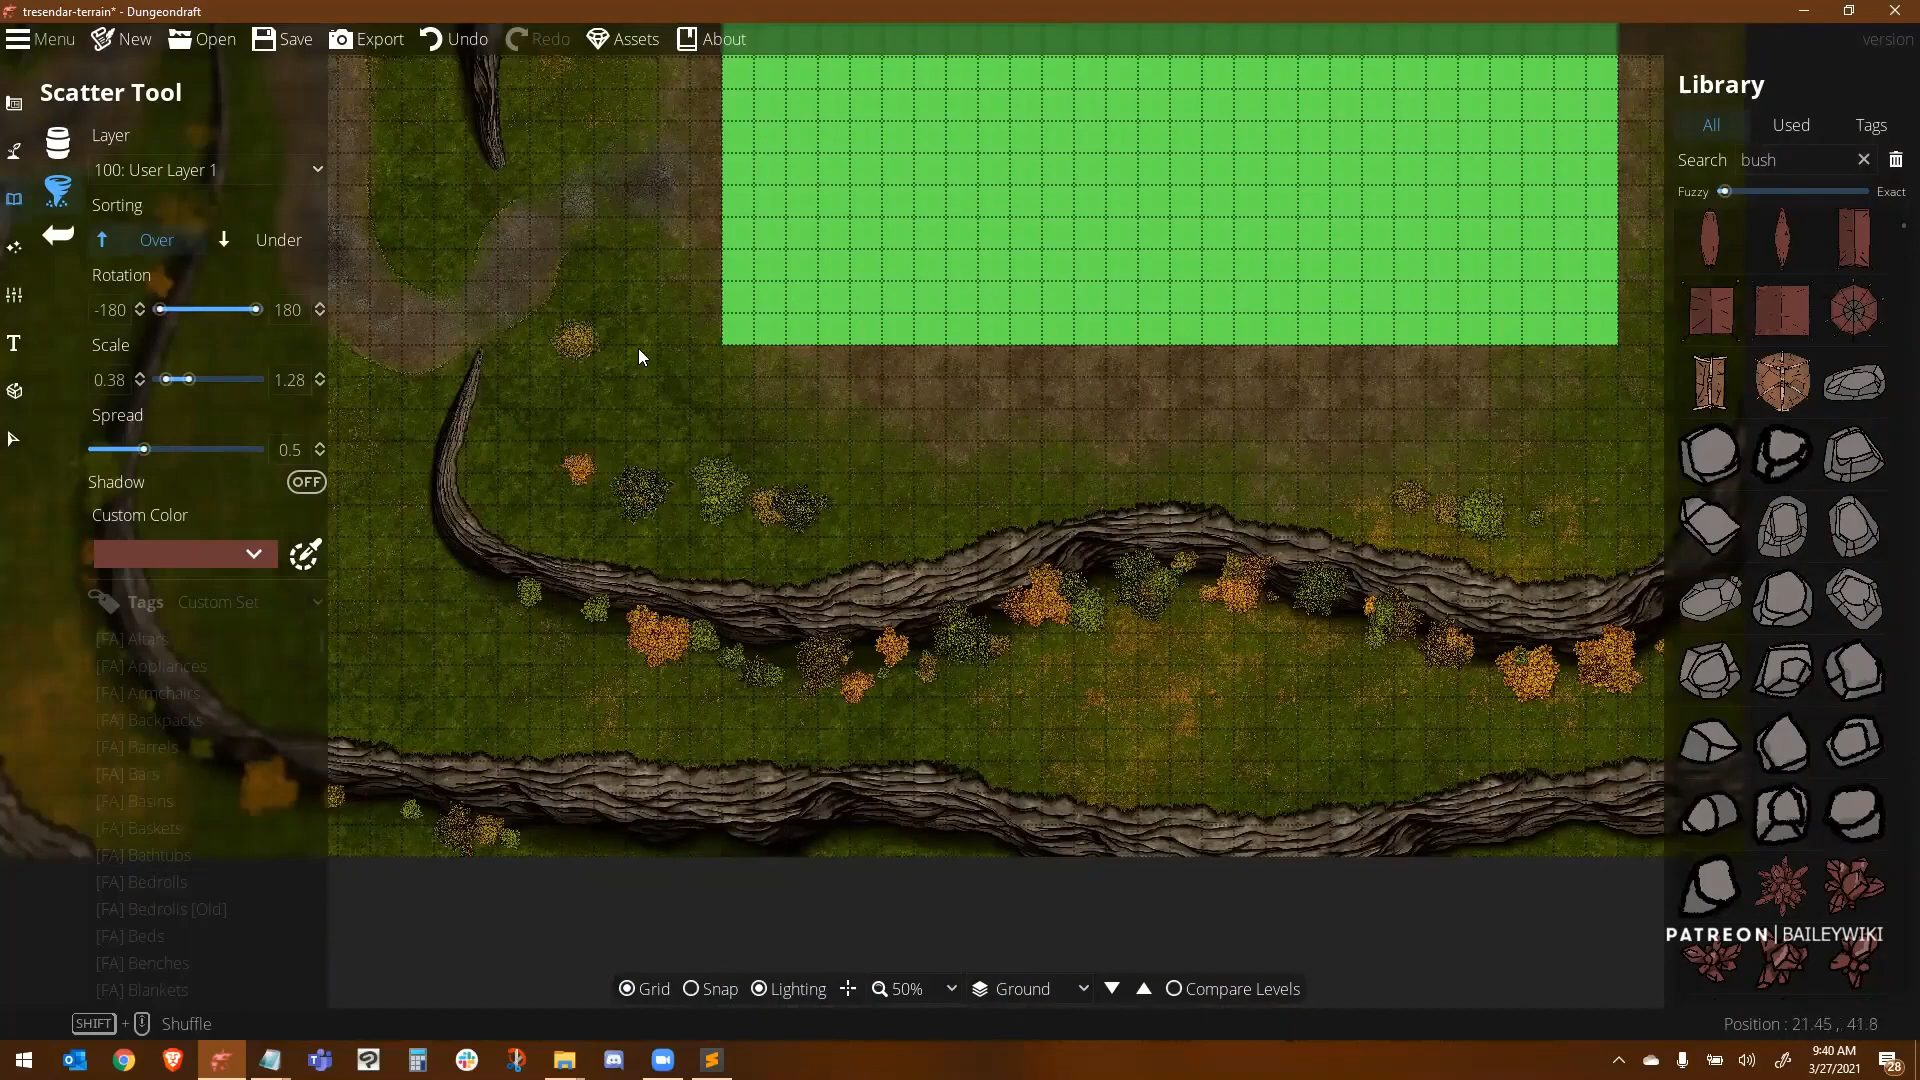 tresendar-terrain* - Dungeondraft
Menu New Open Save Export Undo Redo Assets About version
Scatter Tool
Layer
100: User Layer 1
Sorting
Over Under
Rotation
-180 180
Scale
0.38 1.28
Spread
0.5
Shadow OFF
Custom Color
Tags Custom Set
[FA] Altars
[FA] Appliances
[FA] Armchairs
[FA] Backpacks
[FA] Barrels
[FA] Bars
[FA] Basins
[FA] Baskets
[FA] Bathtubs
[FA] Bedrolls
[FA] Bedrolls [Old]
[FA] Beds
[FA] Benches
[FA] Blankets
SHIFT + Shuffle
Library
All Used Tags
Search bush
Fuzzy Exact
PATREON | BAILEYWIKI
Grid Snap Lighting 50% Ground Compare Levels
Position : 21.45 , 41.8
9:40 AM
3/27/2021
28